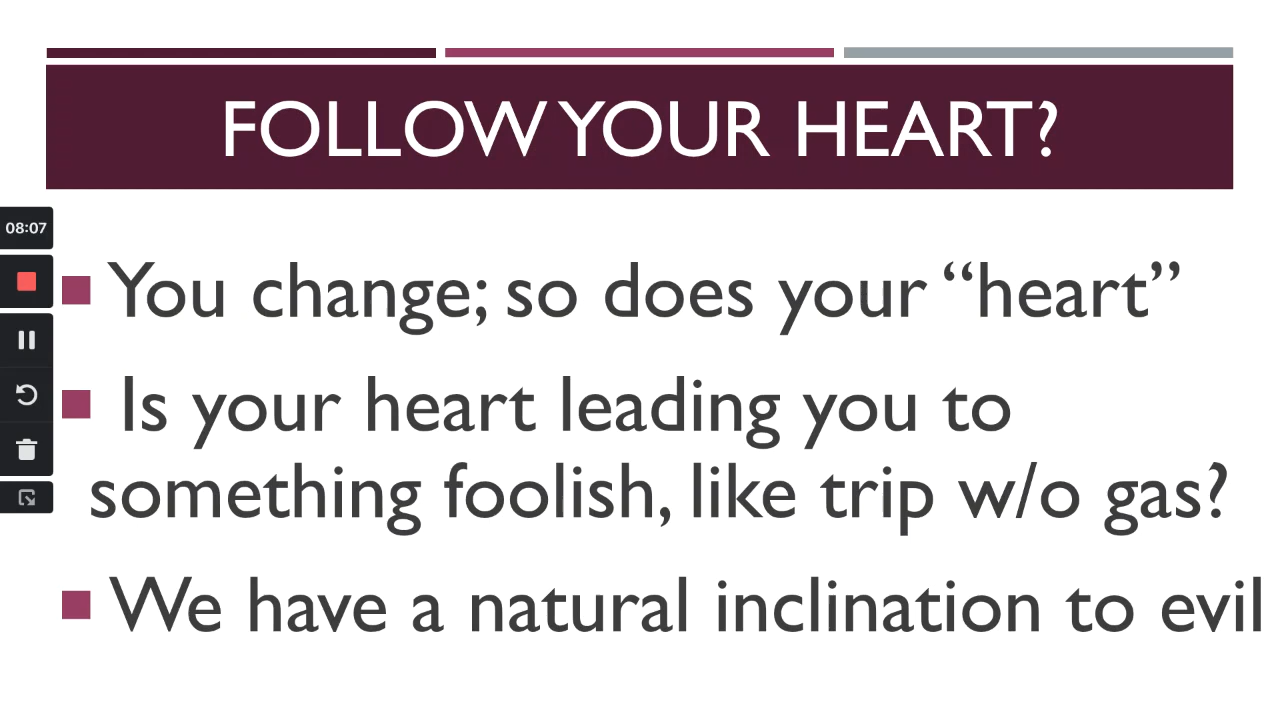 FOLLOW YOUR HEART?
08:07
You change; so does your “heart”
Is your heart leading you to
something foolish, like trip w/o gas?
We have a natural inclination to evil